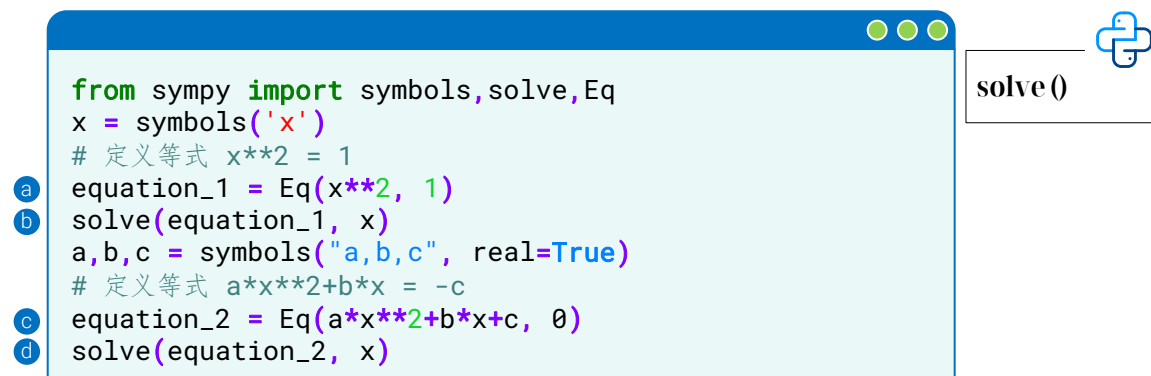 from sympy import symbols,solve,Eq
x = symbols('x')
# 定义等式 x**2 = 1
a equation_1 = Eq(x**2, 1)
b solve(equation_1, x)
a,b,c = symbols("a,b,c", real=True)
# 定义等式 a*x**2+b*x = -c
c equation_2 = Eq(a*x**2+b*x+c, 0)
d solve(equation_2, x)
solve ()